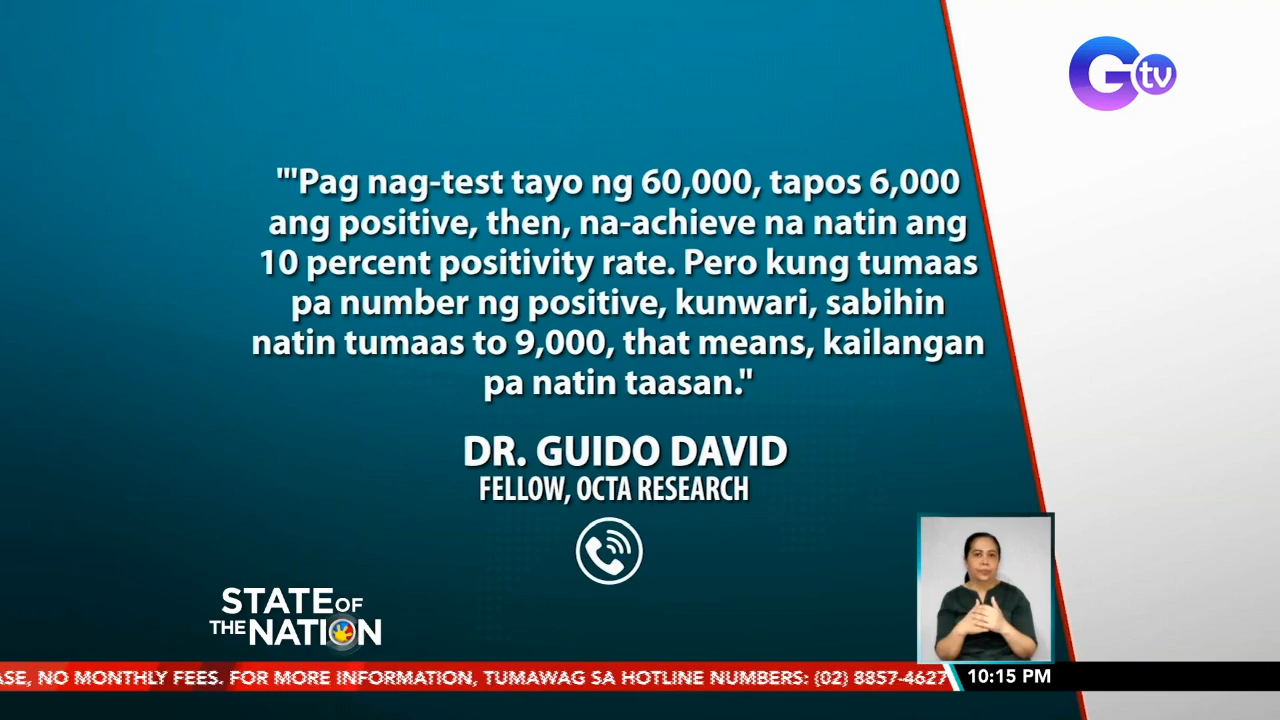 Gtv
"'Pag nag-test tayo ng 60,000, tapos 6,000
ang positive, then, na-achieve na natin ang
10 percent positivity rate. Pero kung tumaas
pa number ng positive, kunwari, sabihin
natin tumaas to 9,000, that means, kailangan
pa natin taasan."
DR. GUIDO DAVID
FELLOW, OCTA RESEARCH
STATE OF
THE NATION
ASE, NO MONTHLY FEES. FOR MORE INFORMATION, TUMAWAG SA HOTLINE NUMBERS: (02) 8857-4627
10:15 PM